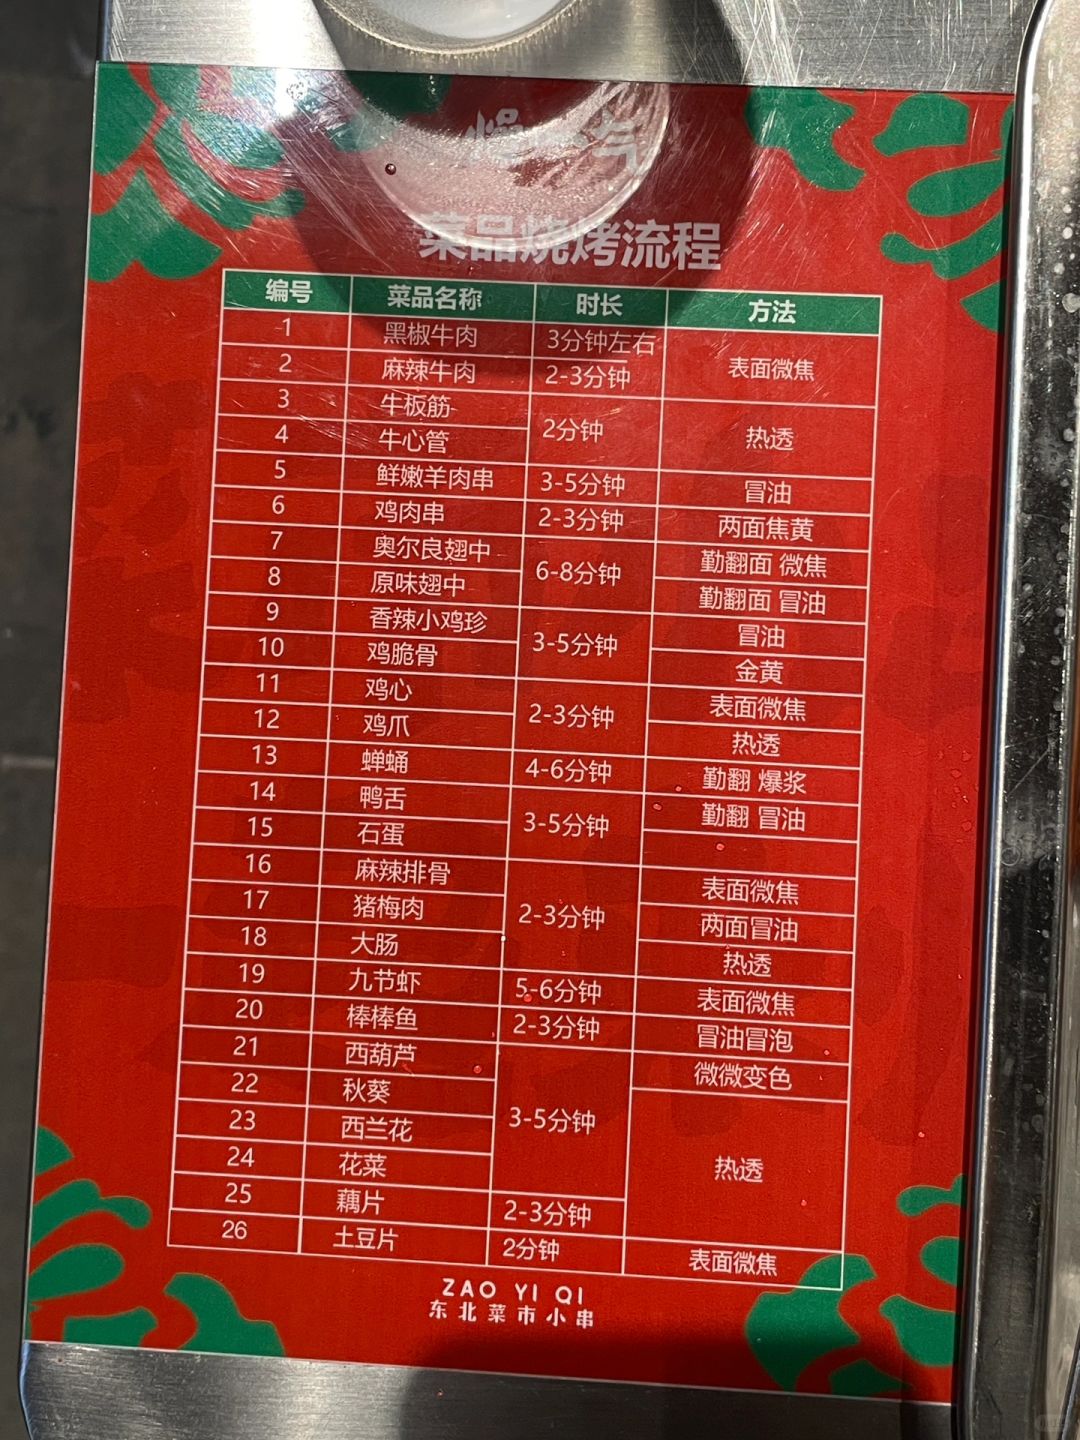 燥一气
菜品烧烤流程
编号 菜品名称 时长 方法
1 黑椒牛肉 3分钟左右 表面微焦
2 麻辣牛肉 2-3分钟
3 牛板筋 2分钟 热透
4 牛心管
5 鲜嫩羊肉串 3-5分钟 冒油
6 鸡肉串 2-3分钟 两面焦黄
7 奥尔良翅中 6-8分钟 勤翻面 微焦
8 原味翅中 勤翻面 冒油
9 香辣小鸡珍 3-5分钟 冒油
10 鸡脆骨 金黄
11 鸡心 2-3分钟 表面微焦
12 鸡爪 热透
13 蝉蛹 4-6分钟 勤翻 爆浆
14 鸭舌 3-5分钟 勤翻 冒油
15 石蛋
16 麻辣排骨 2-3分钟 表面微焦
17 猪梅肉 两面冒油
18 大肠 热透
19 九节虾 5-6分钟 表面微焦
20 棒棒鱼 2-3分钟 冒油冒泡
21 西葫芦 3-5分钟 微微变色
22 秋葵 热透
23 西兰花
24 花菜
25 藕片 2-3分钟
26 土豆片 2分钟 表面微焦
ZAO YI QI
东北菜市小串